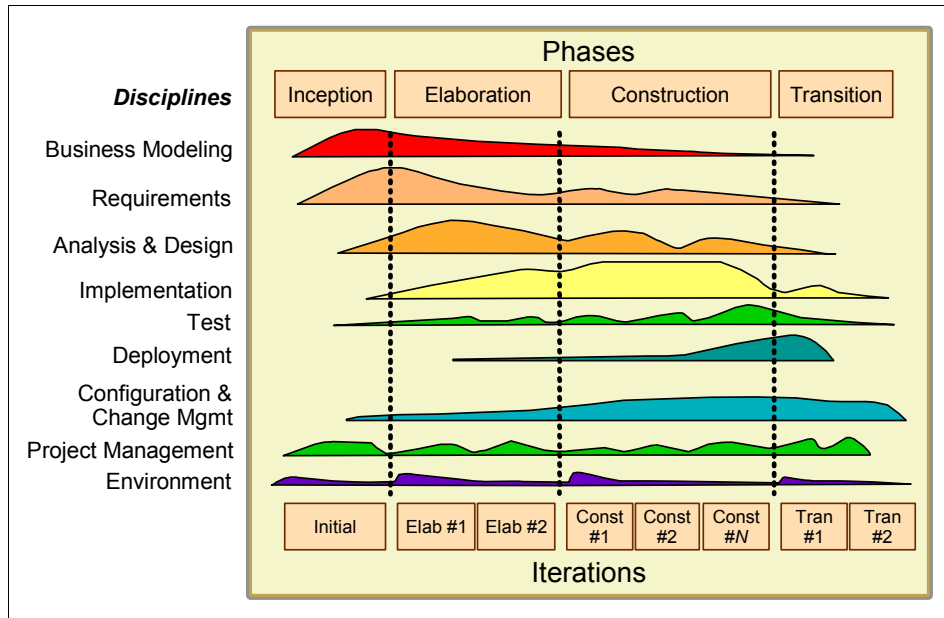 Phases
Disciplines
Inception
Elaboration
Construction
Transition
Business Modeling
Requirements
Analysis & Design
Implementation
Test
Deployment
Configuration &
Change Mgmt
Project Management
Environment
Initial
Elab #1
Elab #2
Const
#1
Const
#2
Const
#N
Tran
#1
Tran
#2
Iterations